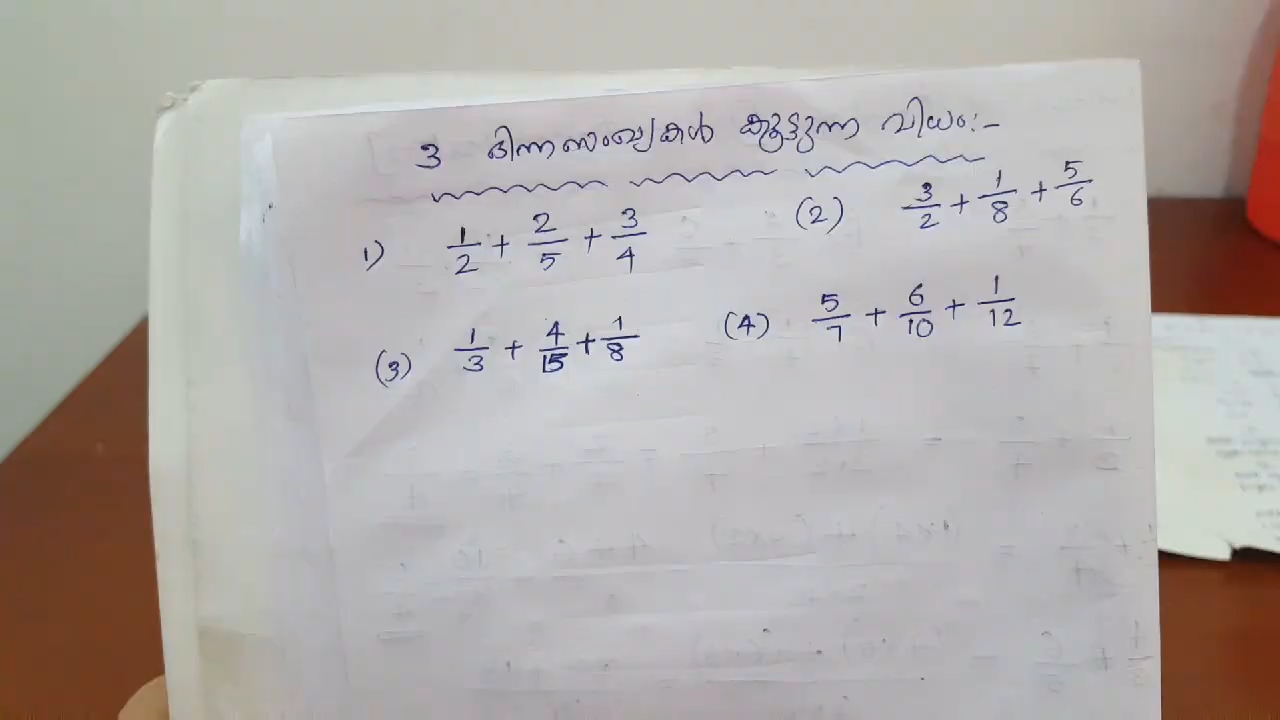 3 ഭിന്നസംഖ്യകൾ കൂട്ടുന്ന വിധം:-
1) 1/2 + 2/5 + 3/4
(2) 3/2 + 1/8 + 5/6
(3) 1/3 + 4/15 + 1/8
(4) 5/7 + 6/10 + 1/12